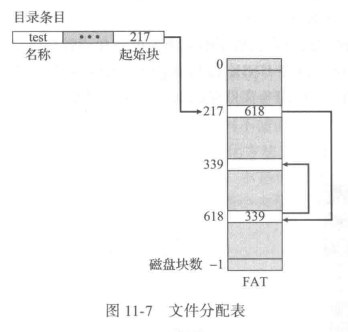 目录条目
test ••• 217
名称 起始块
0
217 618
339
618 339
磁盘块数 -1
FAT
图 11-7 文件分配表